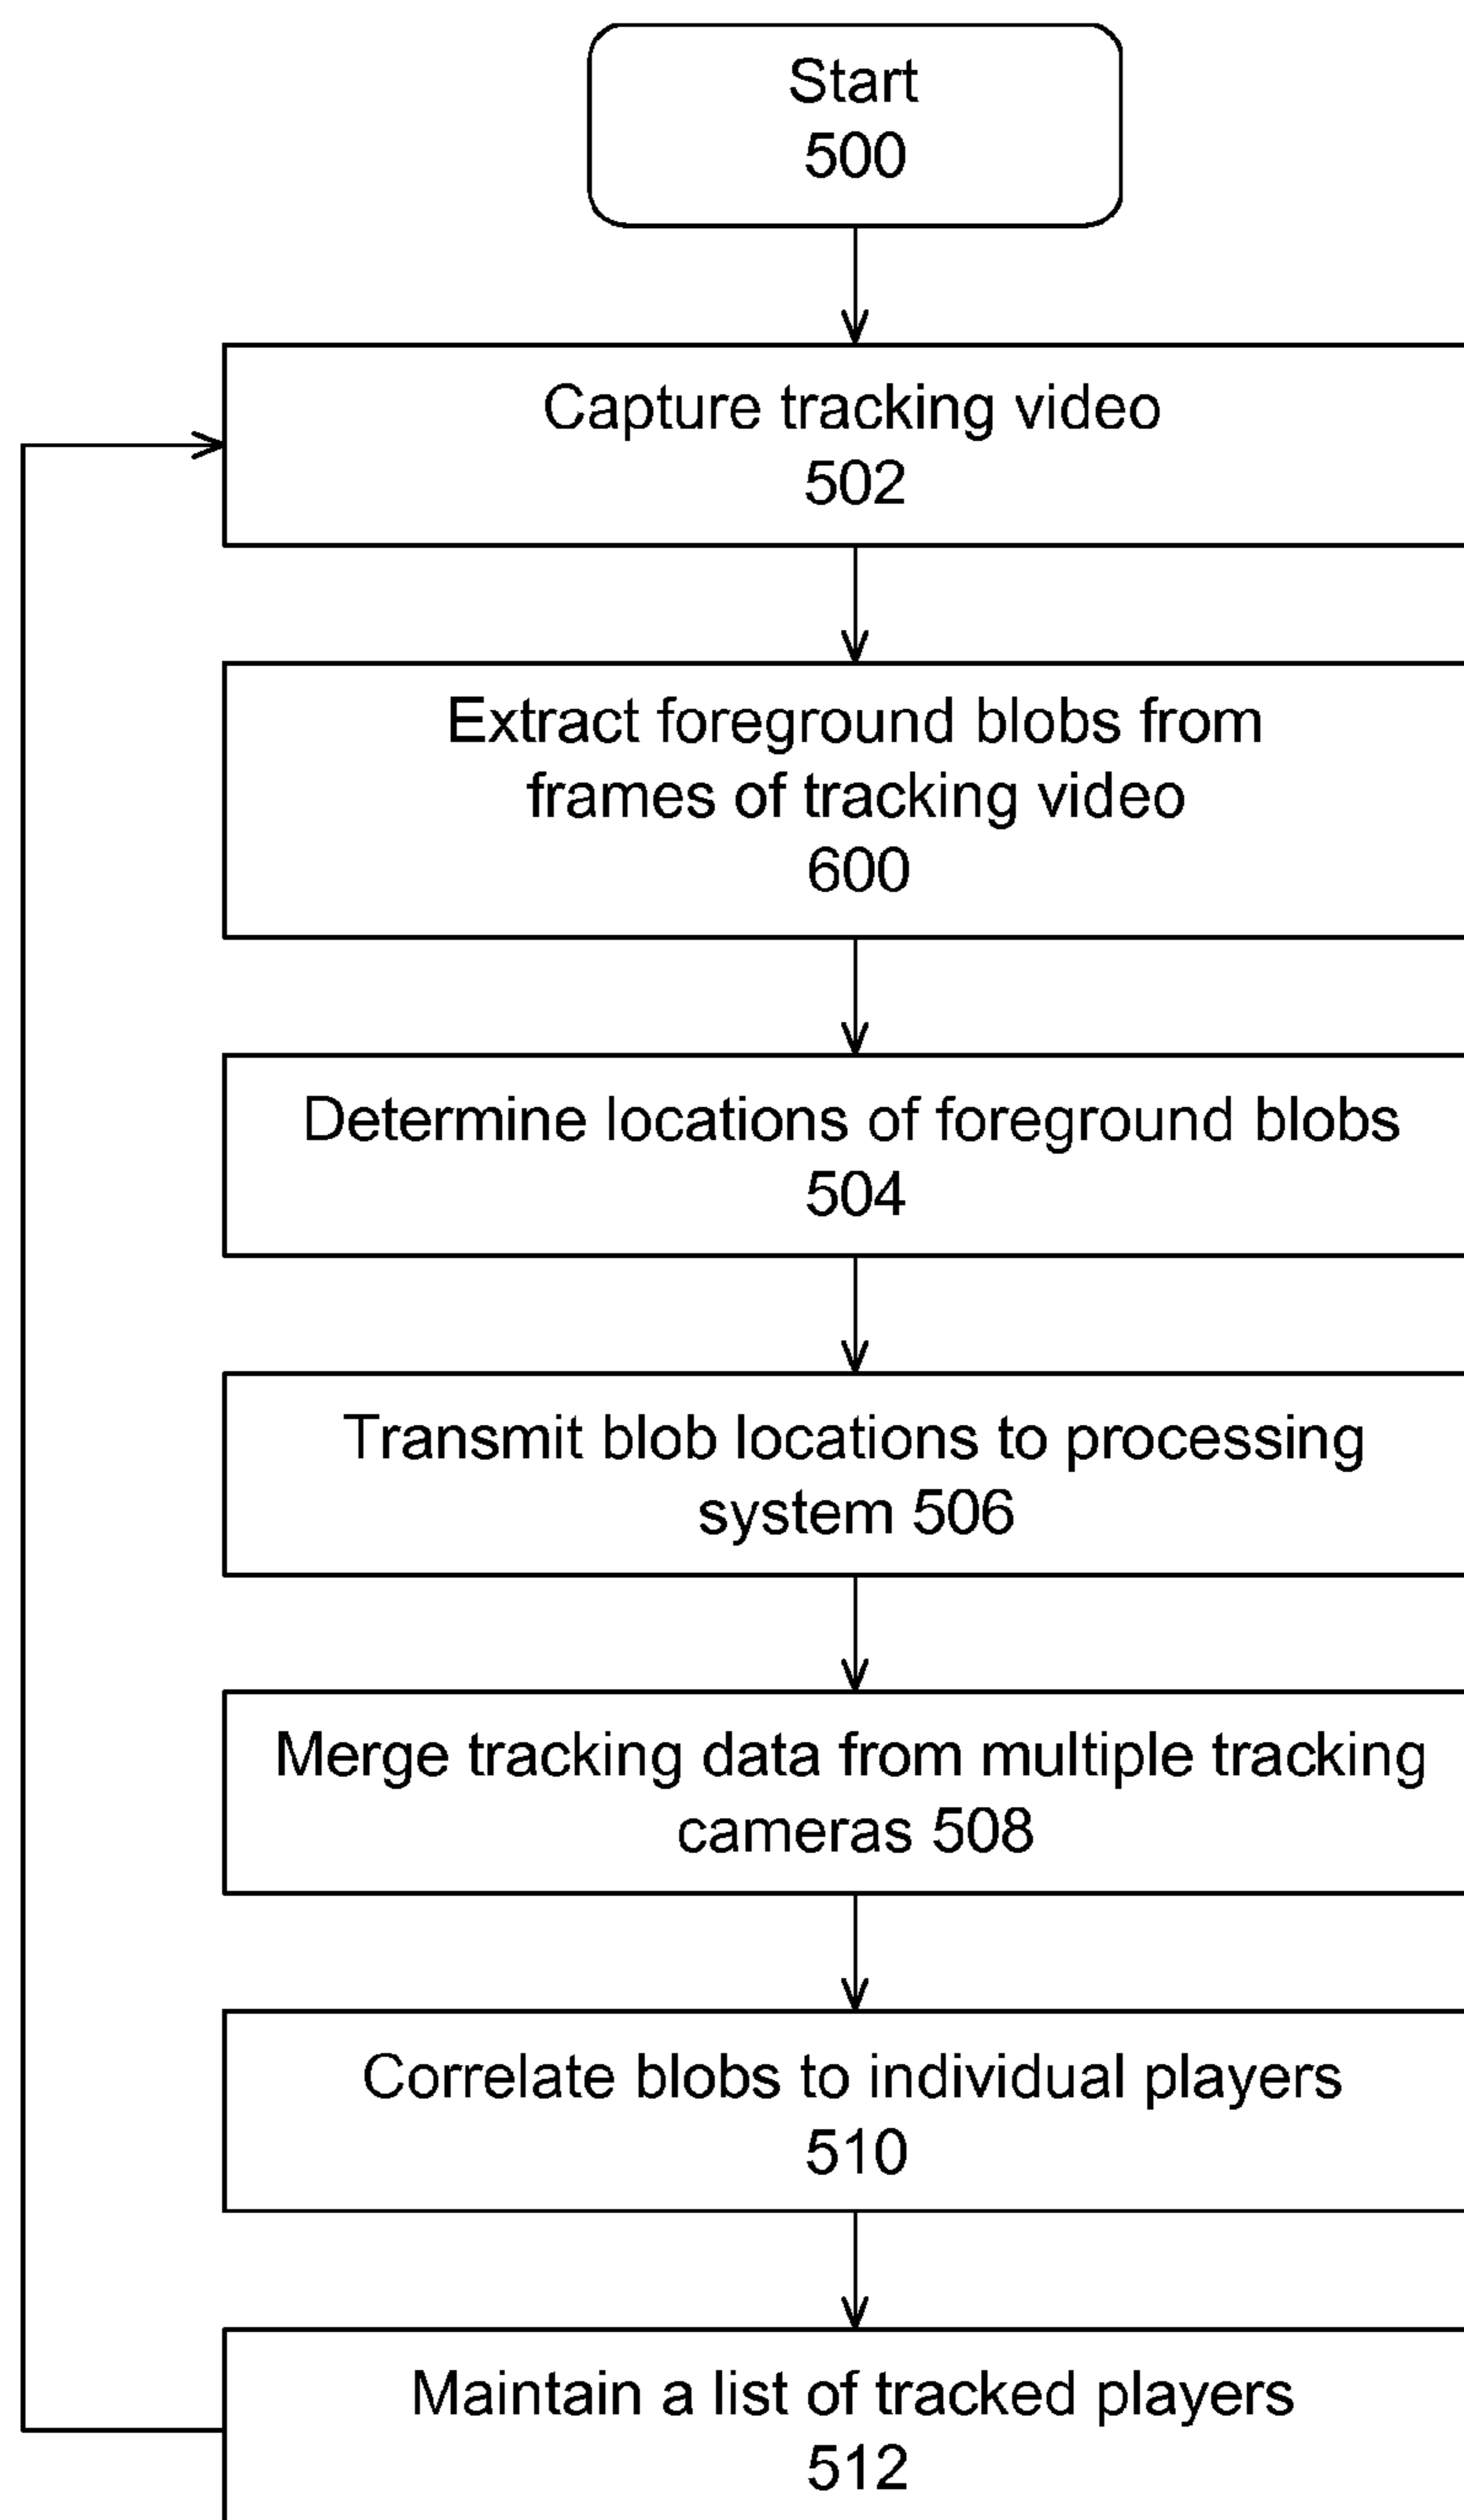 Start
500
Capture tracking video
502
Extract foreground blobs from
frames of tracking video
600
Determine locations of foreground blobs
504
Transmit blob locations to processing
system 506
Merge tracking data from multiple tracking
cameras 508
Correlate blobs to individual players
510
Maintain a list of tracked players
512